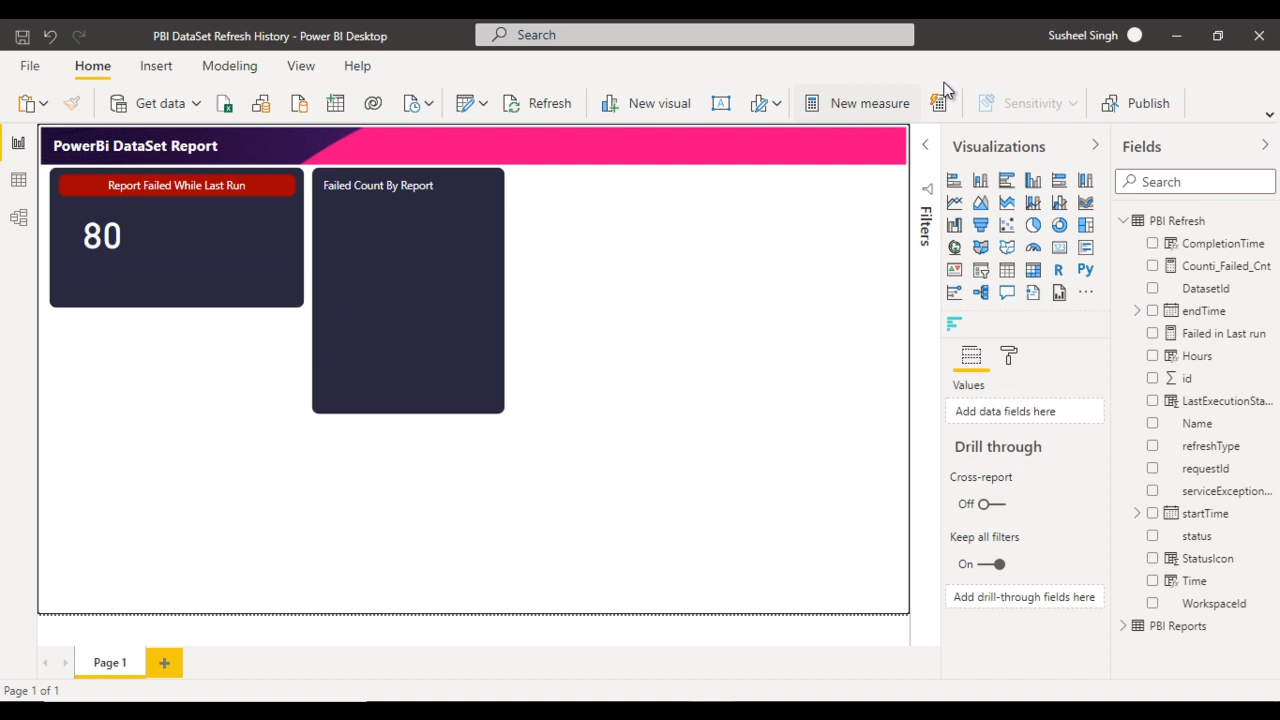 PBI DataSet Refresh History - Power BI Desktop
Search
Susheel Singh
File
Home
Insert
Modeling
View
Help
Get data
Refresh
New visual
New measure
Sensitivity
Publish
PowerBi DataSet Report
Report Failed While Last Run
80
Failed Count By Report
Filters
Visualizations
R
Py
Values
Add data fields here
Drill through
Cross-report
Off
Keep all filters
On
Add drill-through fields here
Fields
Search
PBI Refresh
CompletionTime
Counti_Failed_Cnt
DatasetId
endTime
Failed in Last run
Hours
id
LastExecutionSta...
Name
refreshType
requestId
serviceException...
startTime
status
StatusIcon
Time
WorkspaceId
PBI Reports
Page 1
Page 1 of 1